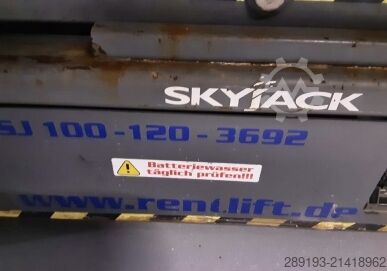 SKYJACK
SJ 100-120-3692
Batteriewasser
täglich prüfen!!!
www.rentlift.de
289193-21418962